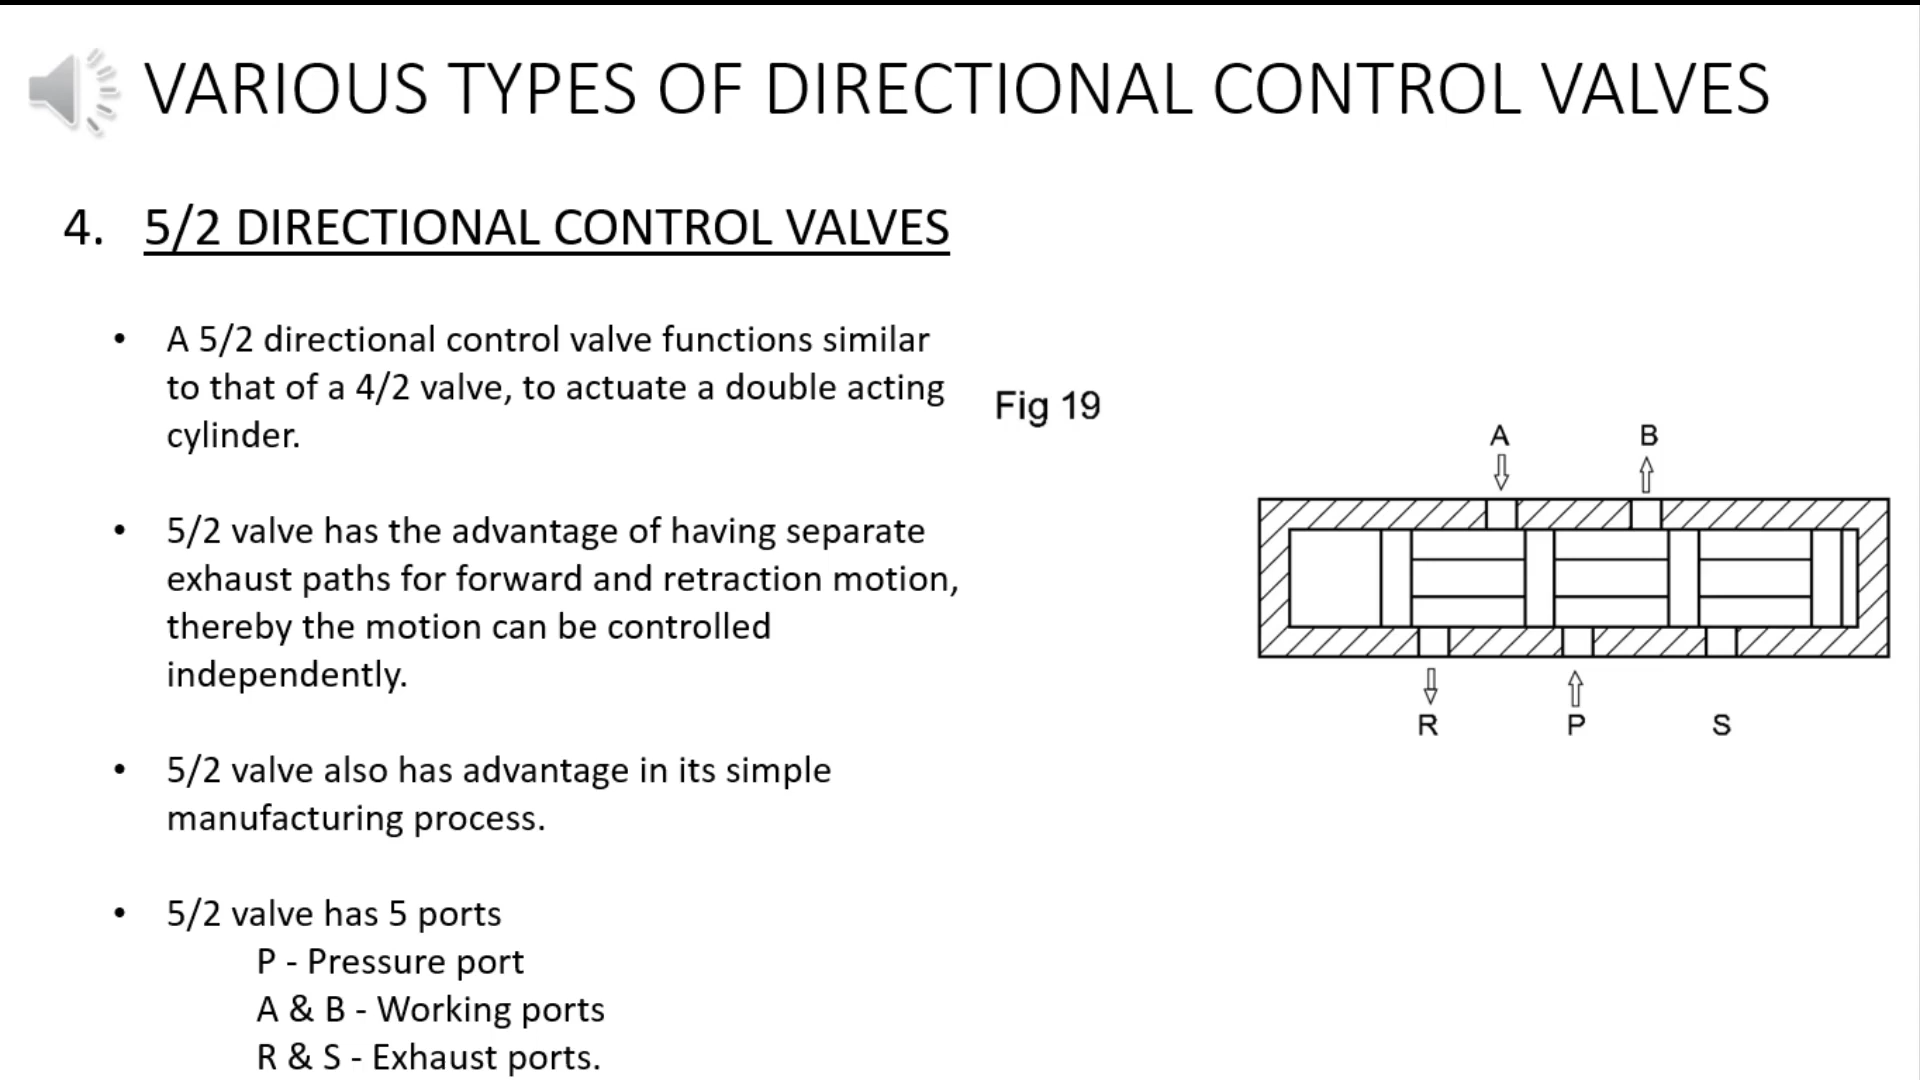 VARIOUS TYPES OF DIRECTIONAL CONTROL VALVES
4. 5/2 DIRECTIONAL CONTROL VALVES
• A 5/2 directional control valve functions similar
to that of a 4/2 valve, to actuate a double acting
cylinder.
• 5/2 valve has the advantage of having separate
exhaust paths for forward and retraction motion,
thereby the motion can be controlled
independently.
• 5/2 valve also has advantage in its simple
manufacturing process.
• 5/2 valve has 5 ports
P - Pressure port
A & B - Working ports
R & S - Exhaust ports.
Fig 19
A B
R P S